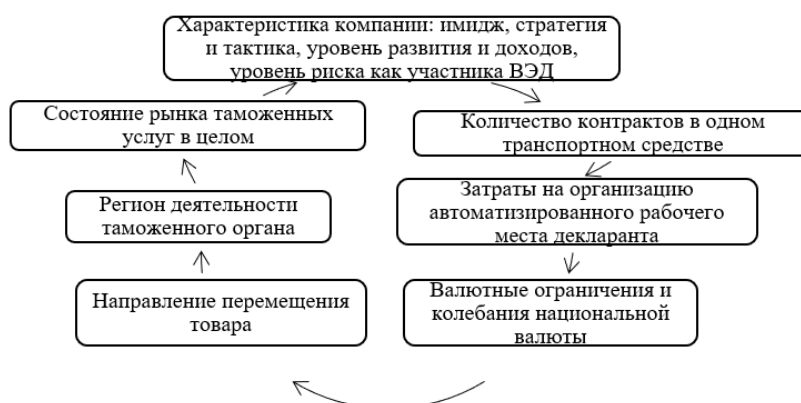 Характеристика компании: имидж, стратегия
и тактика, уровень развития и доходов,
уровень риска как участника ВЭД
Состояние рынка таможенных
услуг в целом
Количество контрактов в одном
транспортном средстве
Регион деятельности
таможенного органа
Затраты на организацию
автоматизированного рабочего
места декларанта
Направление перемещения
товара
Валютные ограничения и
колебания национальной
валюты